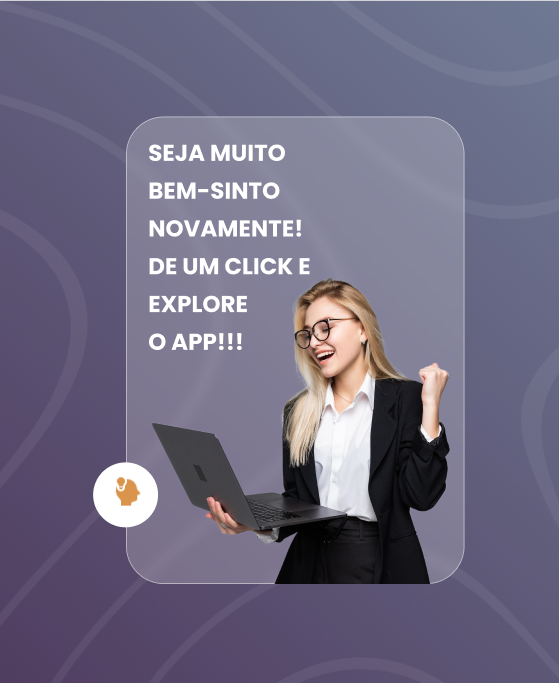 SEJA MUITO
BEM-SINTO
NOVAMENTE!
DE UM CLICK E
EXPLORE
O APP!!!